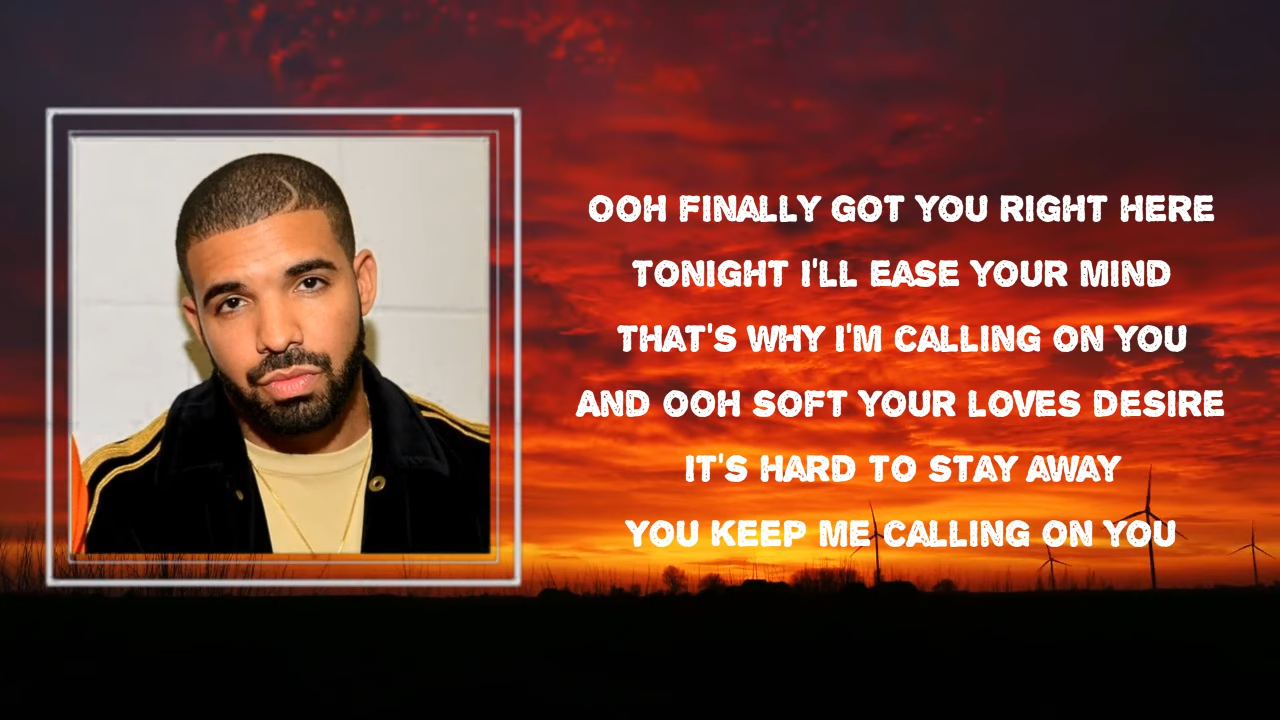 OOH FINALLY GOT YOU RIGHT HERE
TONIGHT I'LL EASE YOUR MIND
THAT'S WHY I'M CALLING ON YOU
AND OOH SOFT YOUR LOVES DESIRE
IT'S HARD TO STAY AWAY
YOU KEEP ME CALLING ON YOU